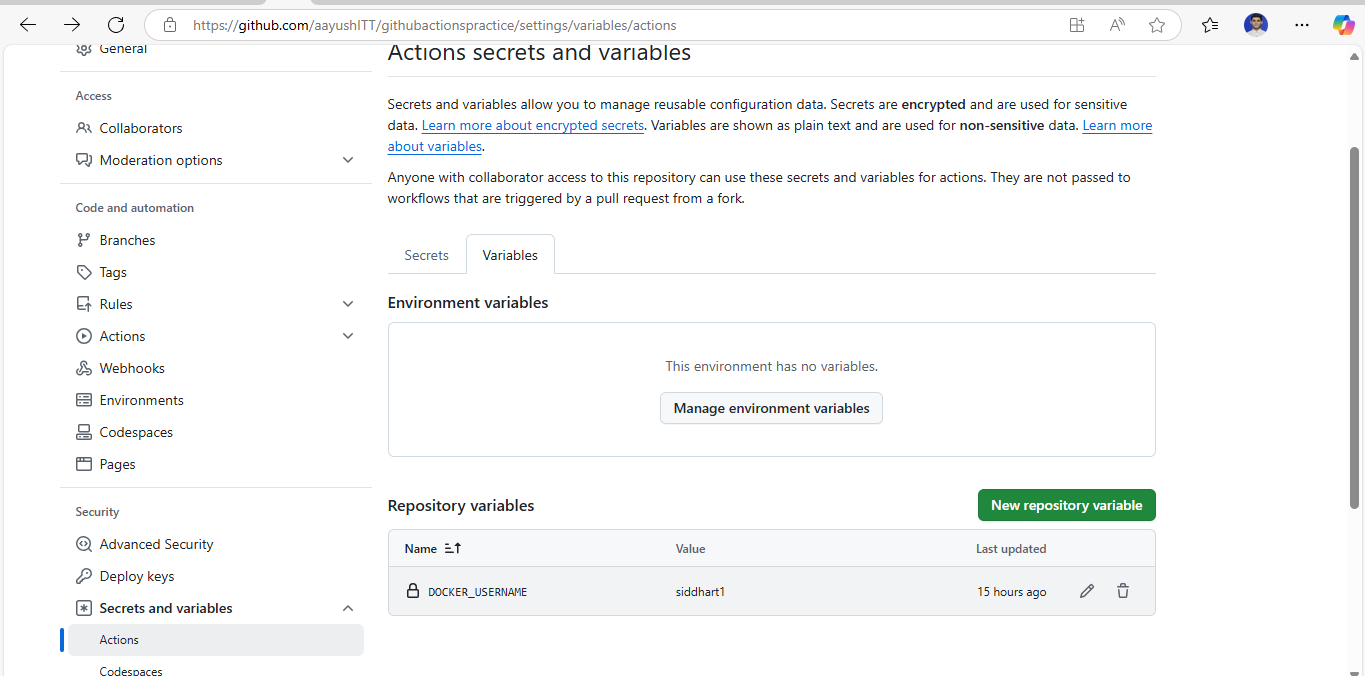 https://github.com/aayushITT/githubactionspractice/settings/variables/actions
General
Access
Collaborators
Moderation options
Code and automation
Branches
Tags
Rules
Actions
Webhooks
Environments
Codespaces
Pages
Security
Advanced Security
Deploy keys
Secrets and variables
Actions
Codespaces
Actions secrets and variables
Secrets and variables allow you to manage reusable configuration data. Secrets are encrypted and are used for sensitive
data. Learn more about encrypted secrets. Variables are shown as plain text and are used for non-sensitive data. Learn more
about variables.
Anyone with collaborator access to this repository can use these secrets and variables for actions. They are not passed to
workflows that are triggered by a pull request from a fork.
Secrets Variables
Environment variables
This environment has no variables.
Manage environment variables
Repository variables New repository variable
Name Value Last updated
DOCKER_USERNAME siddhart1 15 hours ago